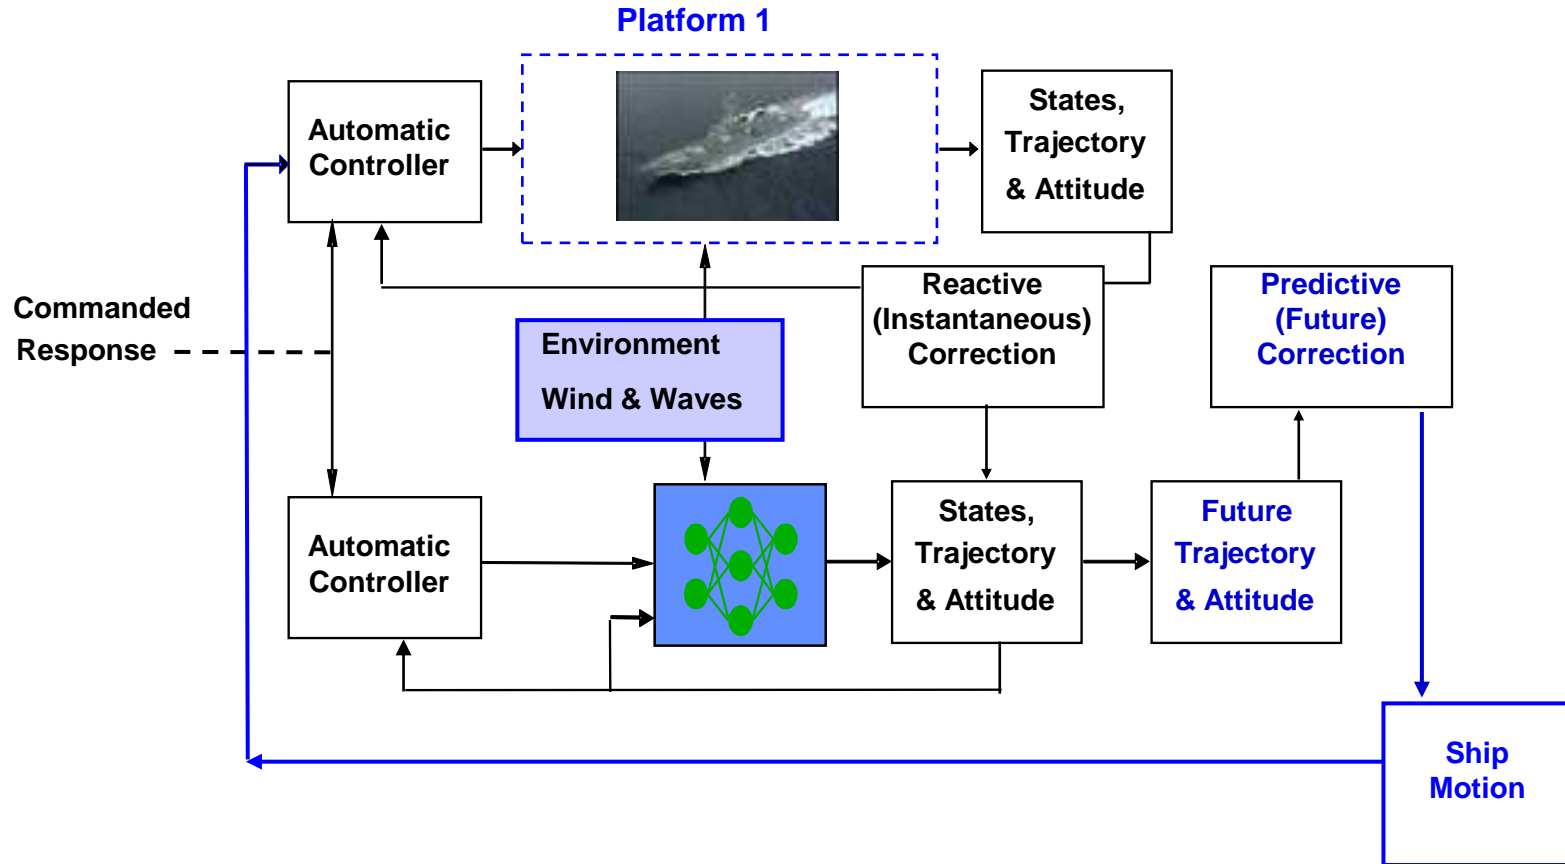 Platform 1
Automatic
Controller
States,
Trajectory
& Attitude
Commanded
Response
Environment
Wind & Waves
Reactive
(Instantaneous)
Correction
Predictive
(Future)
Correction
Automatic
Controller
States,
Trajectory
& Attitude
Future
Trajectory
& Attitude
Ship
Motion